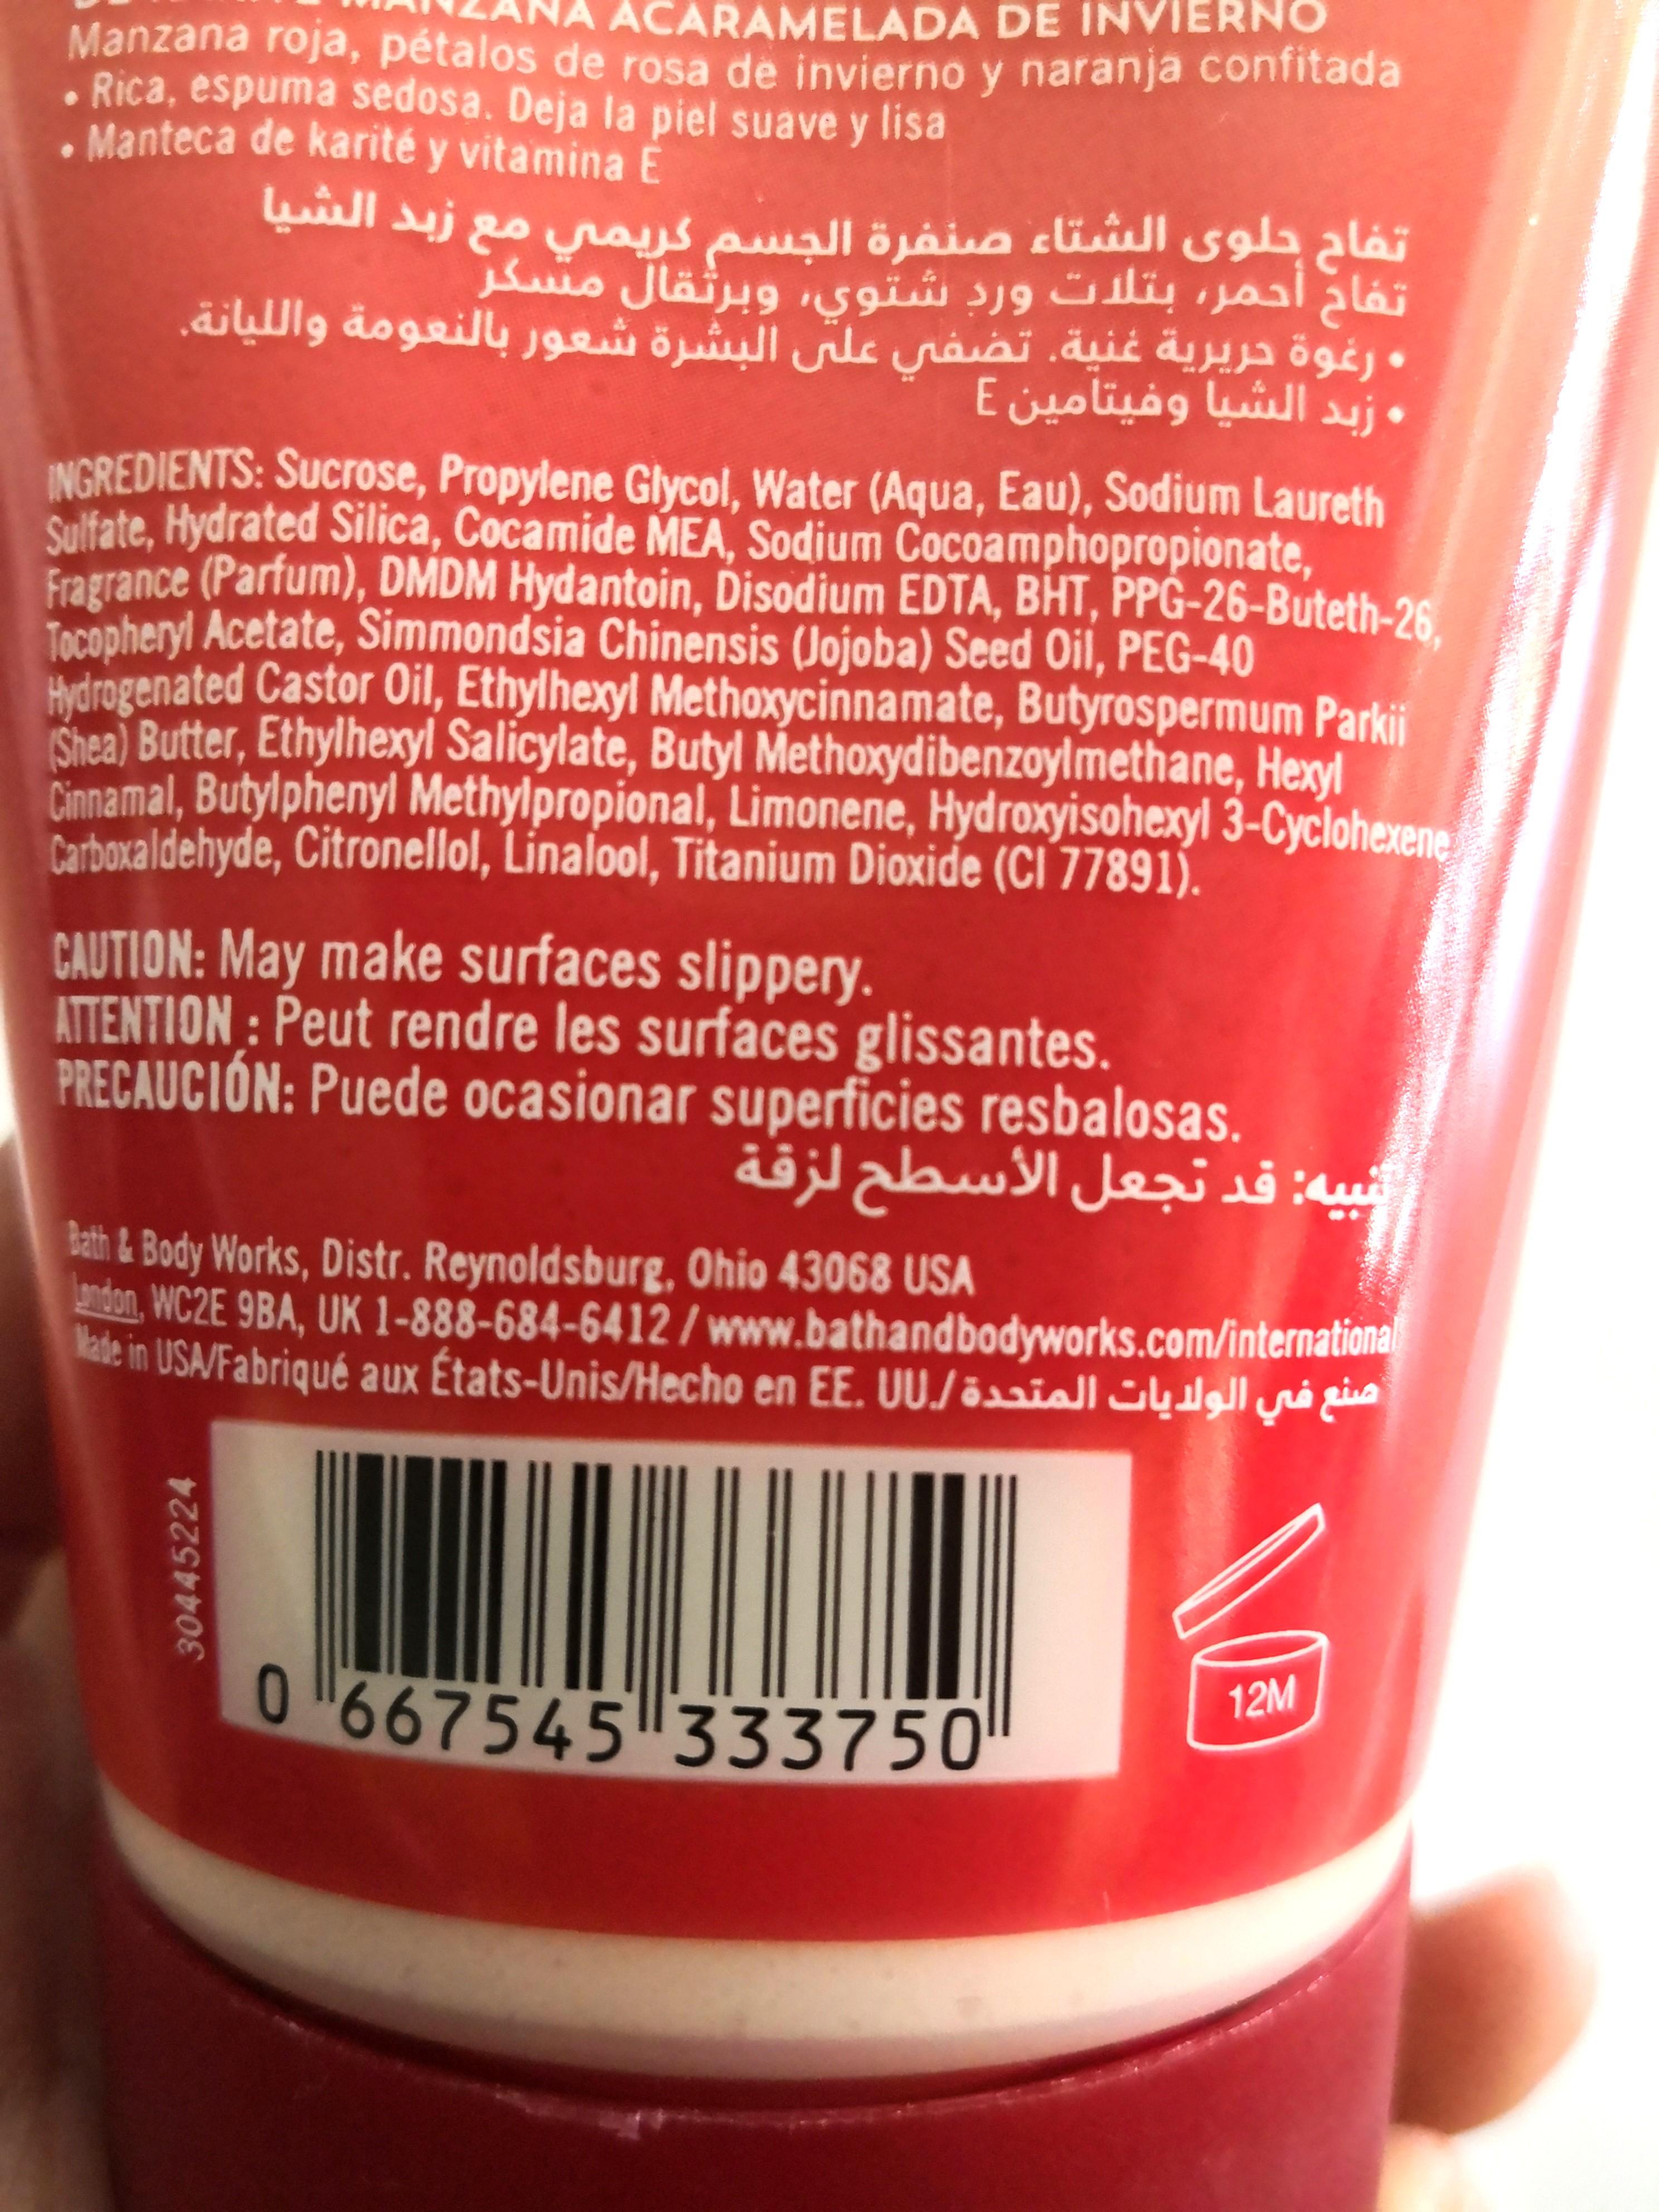 MANZANA ACARAMELADA DE INVIERNO
Manzana roja, pétalos de rosa de invierno y naranja confitada
• Rica, espuma sedosa. Deja la piel suave y lisa
• Manteca de karité y vitamina E
تفاح حلوى الشتاء صنفرة الجسم كريمي مع زبد الشيا
تفاح أحمر، بتلات ورد شتوي، وبرتقال مسكر
• رغوة حريرية غنية. تضفي على البشرة شعور بالنعومة والليانة.
• زبد الشيا وفيتامين E
INGREDIENTS: Sucrose, Propylene Glycol, Water (Aqua, Eau), Sodium Laureth
Sulfate, Hydrated Silica, Cocamide MEA, Sodium Cocoamphopropionate,
Fragrance (Parfum), DMDM Hydantoin, Disodium EDTA, BHT, PPG-26-Buteth-26,
Tocopheryl Acetate, Simmondsia Chinensis (Jojoba) Seed Oil, PEG-40
Hydrogenated Castor Oil, Ethylhexyl Methoxycinnamate, Butyrospermum Parkii
(Shea) Butter, Ethylhexyl Salicylate, Butyl Methoxydibenzoylmethane, Hexyl
Cinnamal, Butylphenyl Methylpropional, Limonene, Hydroxyisohexyl 3-Cyclohexene
Carboxaldehyde, Citronellol, Linalool, Titanium Dioxide (CI 77891).
CAUTION: May make surfaces slippery.
ATTENTION : Peut rendre les surfaces glissantes.
PRECAUCIÓN: Puede ocasionar superficies resbalosas.
تنبيه: قد تجعل الأسطح لزقة
Bath & Body Works, Distr. Reynoldsburg, Ohio 43068 USA
London, WC2E 9BA, UK 1-888-684-6412 / www.bathandbodyworks.com/international
Made in USA/Fabriqué aux États-Unis/Hecho en EE. UU./ صنع في الولايات المتحدة
30445224
0 667545 333750
12M